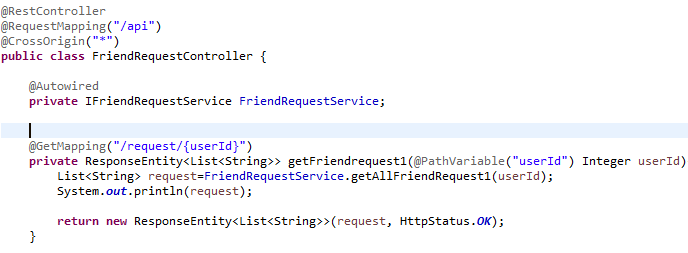 @RestController
@RequestMapping("/api")
@CrossOrigin("*")
public class FriendRequestController {
@Autowired
private IFriendRequestService FriendRequestService;
@GetMapping("/request/{userId}")
private ResponseEntity<List<String>> getFriendrequest1(@PathVariable("userId") Integer userId)
List<String> request=FriendRequestService.getAllFriendRequest1(userId);
System.out.println(request);
return new ResponseEntity<List<String>>(request, HttpStatus.OK);
}